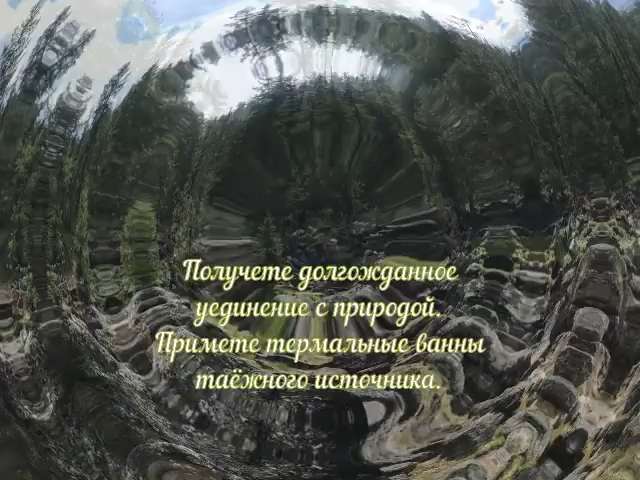 Получете долгожданное
уединение с природой.
Примете термальные ванны
таёжного источника.